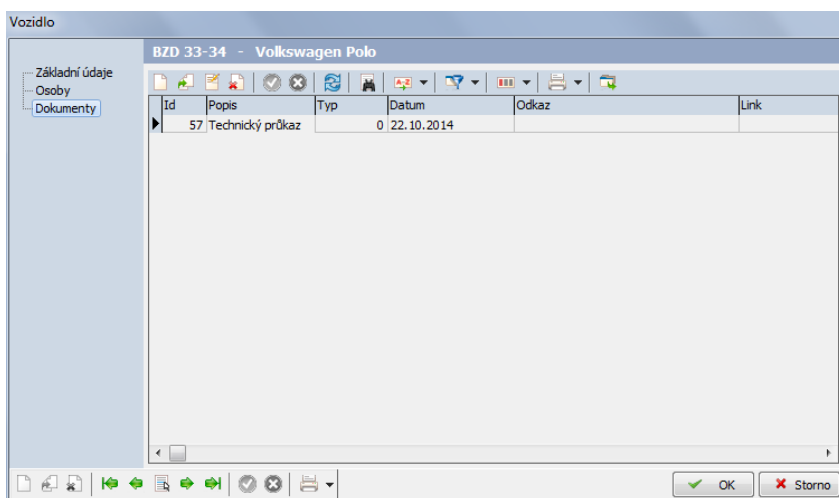 Vozidlo
BZD 33-34 - Volkswagen Polo
Základní údaje
Osoby
Dokumenty
A-Z
Id Popis Typ Datum Odkaz Link
57 Technický průkaz 0 22.10.2014
OK Storno